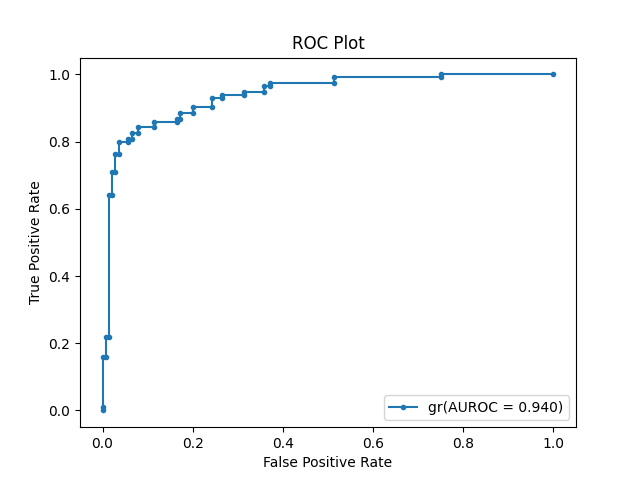 ROC Plot
1.0
0.8
0.6
0.4
0.2
0.0
True Positive Rate
gr(AUROC = 0.940)
0.0 0.2 0.4 0.6 0.8 1.0
False Positive Rate